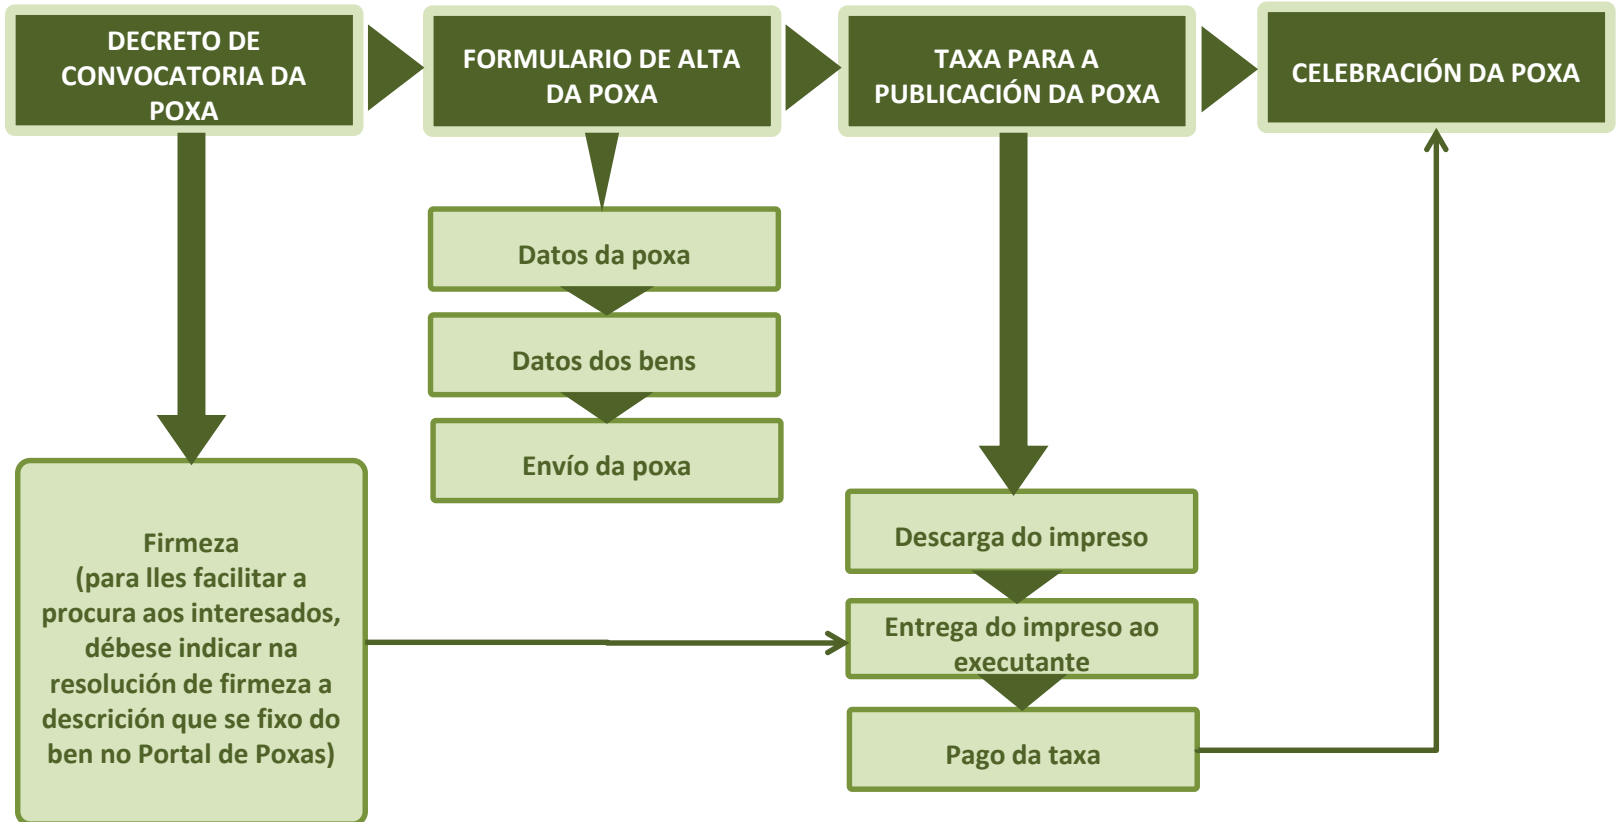 DECRETO DE
CONVOCATORIA DA
POXA
FORMULARIO DE ALTA
DA POXA
TAXA PARA A
PUBLICACIÓN DA POXA
CELEBRACIÓN DA POXA
Datos da poxa
Datos dos bens
Envío da poxa
Firmeza
(para lles facilitar a
procura aos interesados,
débese indicar na
resolución de firmeza a
descrición que se fixo do
ben no Portal de Poxas)
Descarga do impreso
Entrega do impreso ao
executante
Pago da taxa